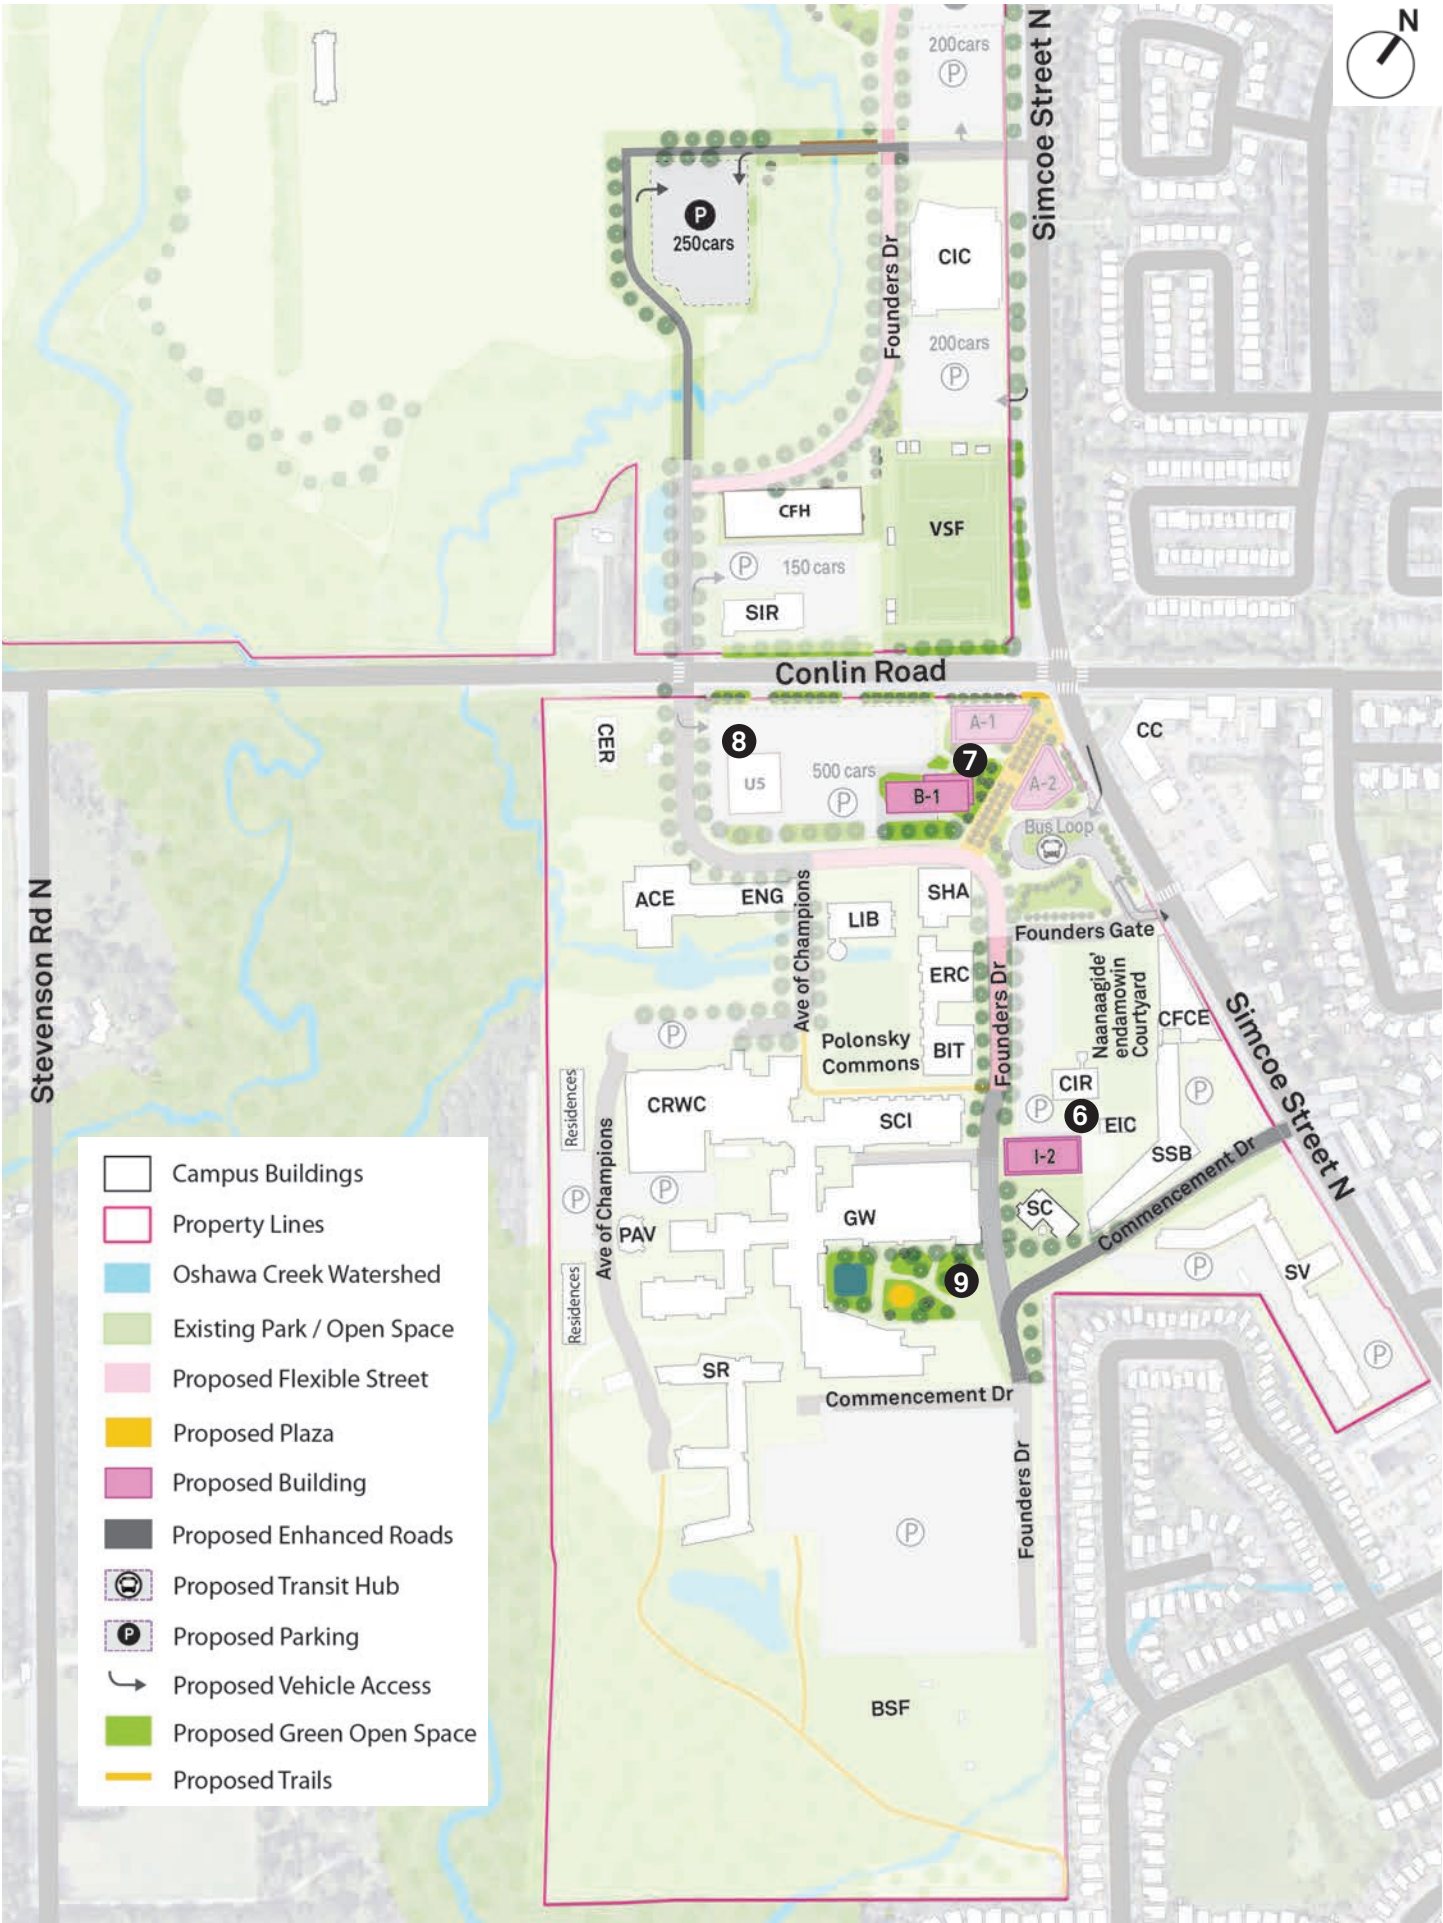 N
Simcoe Street N
200cars
P
P
250cars
CIC
Founders Dr
200cars
P
CFH
VSF
P
150 cars
SIR
Conlin Road
CER
8
A-1
CC
7
U5
500 cars
P
B-1
A-2
Bus Loop
Stevenson Rd N
ACE
ENG
SHA
LIB
Ave of Champions
Founders Gate
ERC
Founders Dr
Naanaagide'
endamowin
Courtyard
CFCE
Simcoe Street N
P
Polonsky
Commons
BIT
CIR
P
Residences
CRWC
P
6
EIC
SCI
I-2
SSB
Commencement Dr
Ave of Champions
P
P
SC
GW
PAV
9
P
SV
Residences
P
SR
Commencement Dr
Founders Dr
P
BSF
Campus Buildings
Property Lines
Oshawa Creek Watershed
Existing Park / Open Space
Proposed Flexible Street
Proposed Plaza
Proposed Building
Proposed Enhanced Roads
Proposed Transit Hub
P
Proposed Parking
Proposed Vehicle Access
Proposed Green Open Space
Proposed Trails